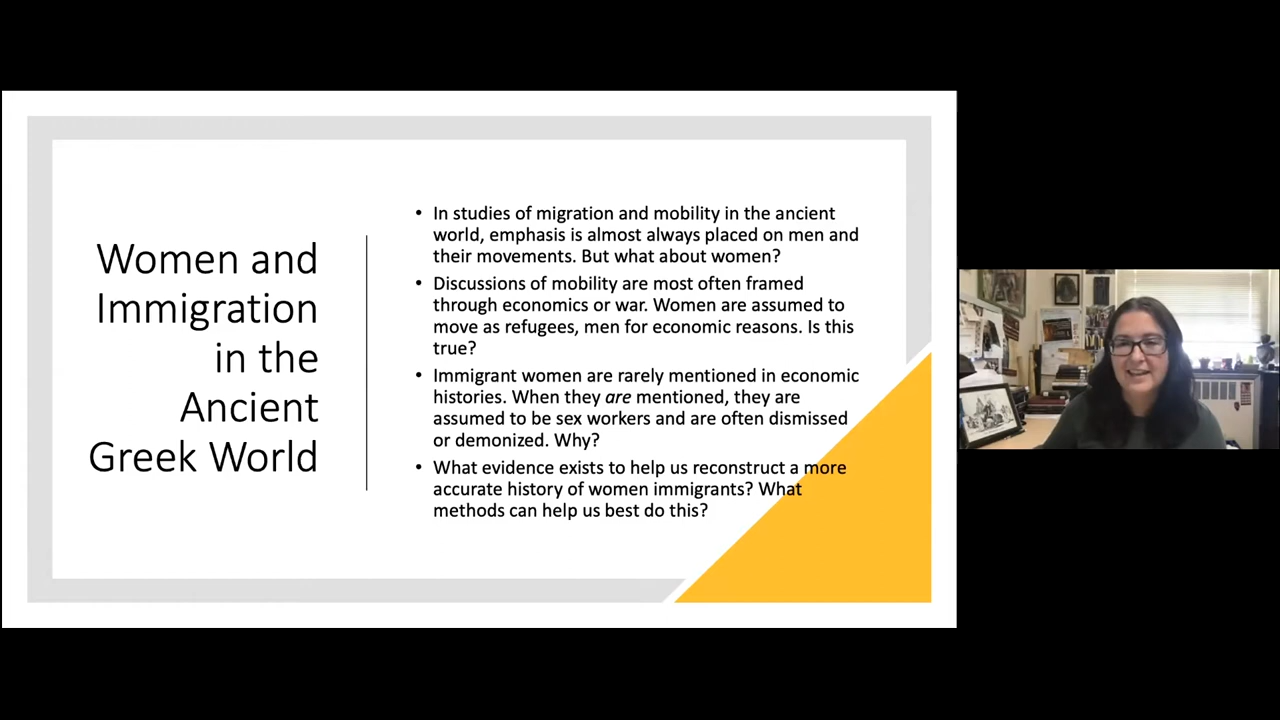 Women and
Immigration
in the
Ancient
Greek World
• In studies of migration and mobility in the ancient
world, emphasis is almost always placed on men and
their movements. But what about women?
• Discussions of mobility are most often framed
through economics or war. Women are assumed to
move as refugees, men for economic reasons. Is this
true?
• Immigrant women are rarely mentioned in economic
histories. When they are mentioned, they are
assumed to be sex workers and are often dismissed
or demonized. Why?
• What evidence exists to help us reconstruct a more
accurate history of women immigrants? What
methods can help us best do this?